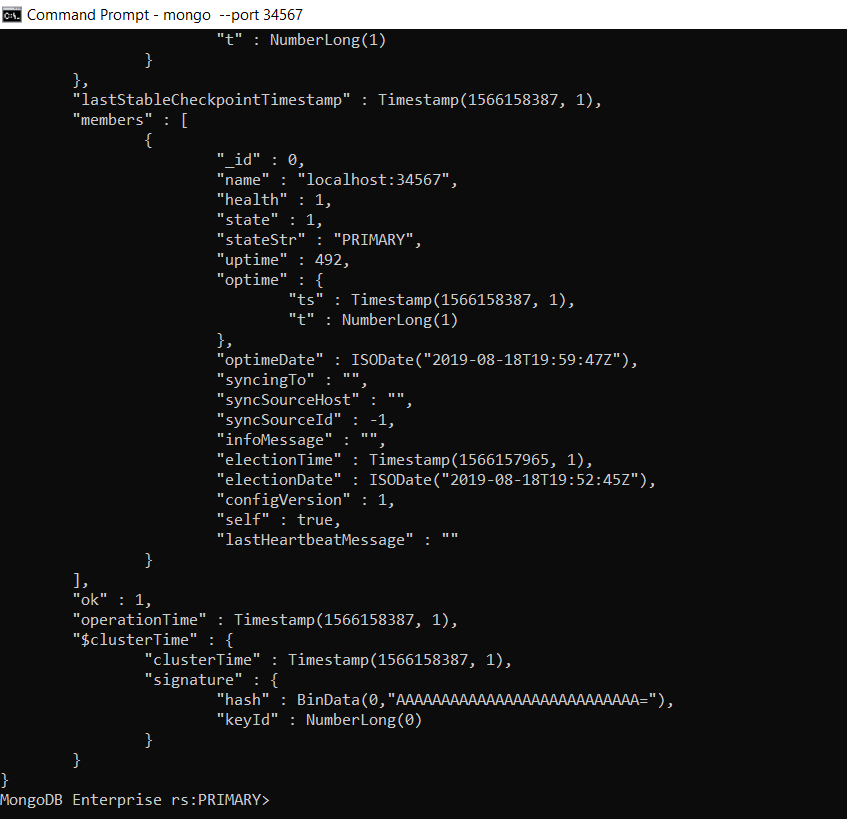 Command Prompt - mongo  --port 34567
                        "t" : NumberLong(1)
                }
        },
        "lastStableCheckpointTimestamp" : Timestamp(1566158387, 1),
        "members" : [
                {
                        "_id" : 0,
                        "name" : "localhost:34567",
                        "health" : 1,
                        "state" : 1,
                        "stateStr" : "PRIMARY",
                        "uptime" : 492,
                        "optime" : {
                                "ts" : Timestamp(1566158387, 1),
                                "t" : NumberLong(1)
                        },
                        "optimeDate" : ISODate("2019-08-18T19:59:47Z"),
                        "syncingTo" : "",
                        "syncSourceHost" : "",
                        "syncSourceId" : -1,
                        "infoMessage" : "",
                        "electionTime" : Timestamp(1566157965, 1),
                        "electionDate" : ISODate("2019-08-18T19:52:45Z"),
                        "configVersion" : 1,
                        "self" : true,
                        "lastHeartbeatMessage" : ""
                }
        ],
        "ok" : 1,
        "operationTime" : Timestamp(1566158387, 1),
        "$clusterTime" : {
                "clusterTime" : Timestamp(1566158387, 1),
                "signature" : {
                        "hash" : BinData(0,"AAAAAAAAAAAAAAAAAAAAAAAAAAA="),
                        "keyId" : NumberLong(0)
                }
        }
}
MongoDB Enterprise rs:PRIMARY>